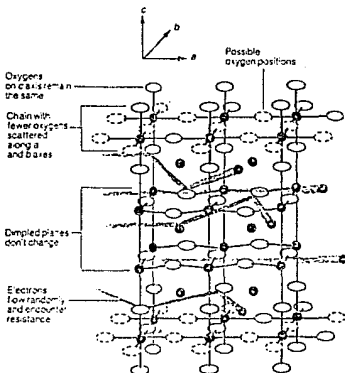 c
b
a
Possible
oxygen positions
Oxygens
on c axis remain
the same
Chain with
fewer oxygens
scattered
along a
and b axes
Dimpled planes
don't change
Electrons
flow randomly
and encounter
resistance